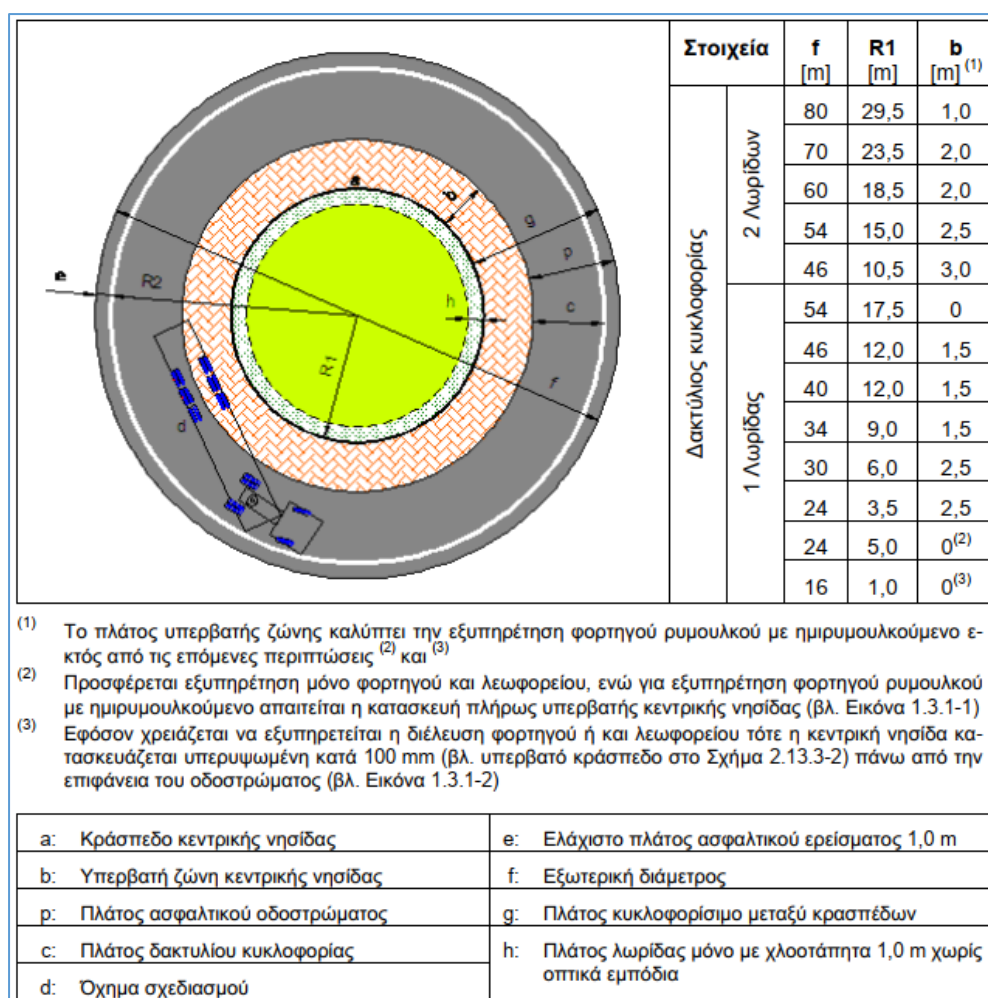 Στοιχεία f R1 b
[m] [m] [m] (1)
Δακτύλιος κυκλοφορίας
2 Λωρίδων
80 29,5 1,0
70 23,5 2,0
60 18,5 2,0
54 15,0 2,5
46 10,5 3,0
1 Λωρίδας
54 17,5 0
46 12,0 1,5
40 12,0 1,5
34 9,0 1,5
30 6,0 2,5
24 3,5 2,5
24 5,0 0(2)
16 1,0 0(3)
a
b
g
p
e
R2
h
c
R1
f
d
(1) Το πλάτος υπερβατής ζώνης καλύπτει την εξυπηρέτηση φορτηγού ρυμουλκού με ημιρυμουλκούμενο ε-
κτός από τις επόμενες περιπτώσεις (2) και (3)
(2) Προσφέρεται εξυπηρέτηση μόνο φορτηγού και λεωφορείου, ενώ για εξυπηρέτηση φορτηγού ρυμουλκού
με ημιρυμουλκούμενο απαιτείται η κατασκευή πλήρως υπερβατής κεντρικής νησίδας (βλ. Εικόνα 1.3.1-1)
(3) Εφόσον χρειάζεται να εξυπηρετείται η διέλευση φορτηγού ή και λεωφορείου τότε η κεντρική νησίδα κα-
τασκευάζεται υπερυψωμένη κατά 100 mm (βλ. υπερβατό κράσπεδο στο Σχήμα 2.13.3-2) πάνω από την
επιφάνεια του οδοστρώματος (βλ. Εικόνα 1.3.1-2)
a: Κράσπεδο κεντρικής νησίδας
e: Ελάχιστο πλάτος ασφαλτικού ερείσματος 1,0 m
b: Υπερβατή ζώνη κεντρικής νησίδας
f: Εξωτερική διάμετρος
p: Πλάτος ασφαλτικού οδοστρώματος
g: Πλάτος κυκλοφορίσιμο μεταξύ κρασπέδων
c: Πλάτος δακτυλίου κυκλοφορίας
h: Πλάτος λωρίδας μόνο με χλοοτάπητα 1,0 m χωρίς
οπτικά εμπόδια
d: Όχημα σχεδιασμού